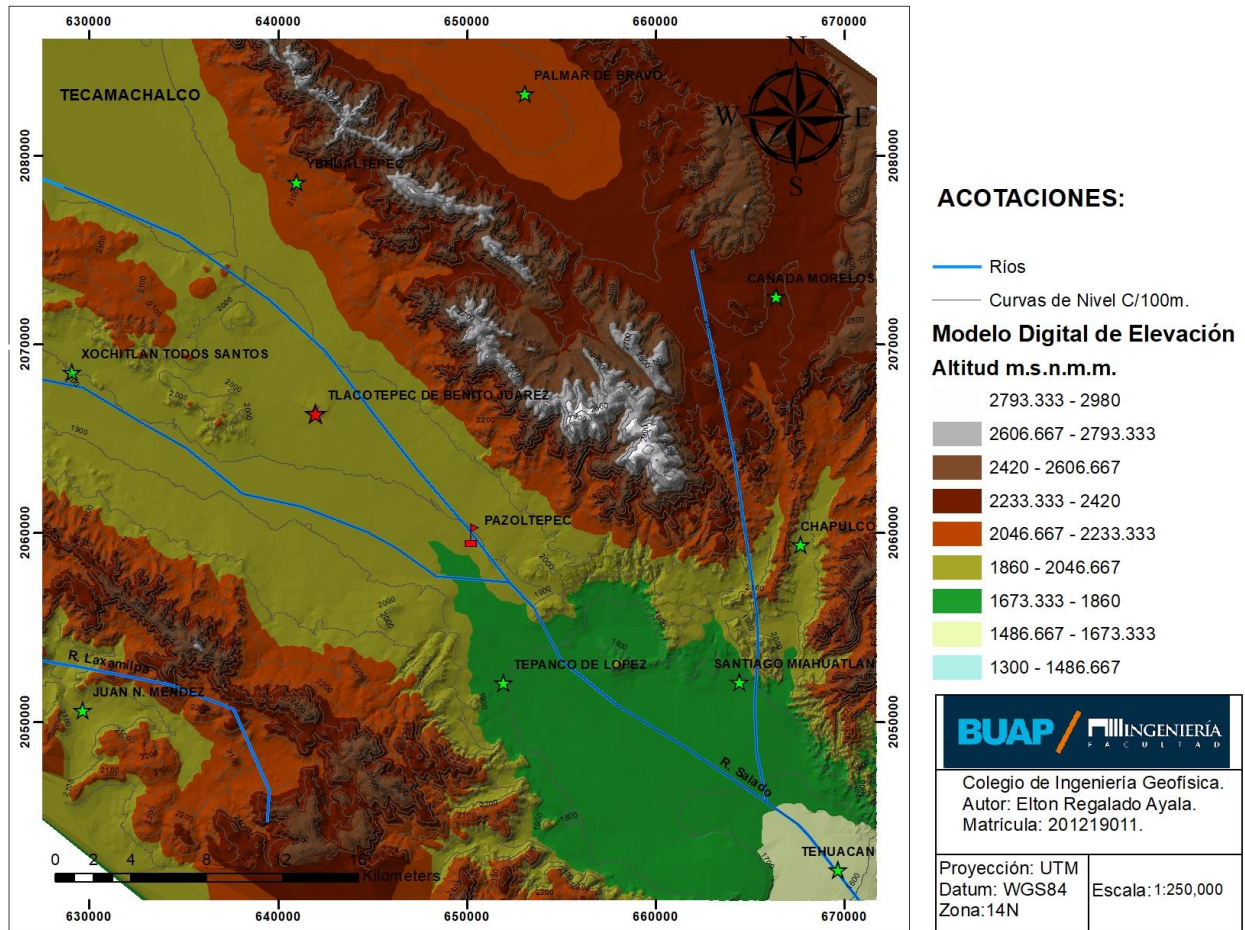 630000 640000 650000 660000 670000
N
PALMAR DE BRAVO
TECAMACHALCO
W E
2080000 2080000
S
YEHUALTEPEC
CAÑADA MORELOS
2070000 2070000
XOCHITLAN TODOS SANTOS
TLACOTEPEC DE BENITO JUAREZ
2060000 2060000
PAZOLTEPEC
CHAPULCO
R. Laxamilpa
TEPANCO DE LOPEZ
SANTIAGO MIAHUATLAN
JUAN N. MENDEZ
2050000 2050000
R. Salado
TEHUACAN
0 2 4 8 12 16
Kilometers
630000 640000 650000 660000 670000
ACOTACIONES:
Ríos
Curvas de Nivel C/100m.
Modelo Digital de Elevación
Altitud m.s.n.m.m.
2793.333 - 2980
2606.667 - 2793.333
2420 - 2606.667
2233.333 - 2420
2046.667 - 2233.333
1860 - 2046.667
1673.333 - 1860
1486.667 - 1673.333
1300 - 1486.667
BUAP
INGENIERÍA
FACULTAD
Colegio de Ingeniería Geofísica.
Autor: Elton Regalado Ayala.
Matrícula: 201219011.
Proyección: UTM
Datum: WGS84
Zona:14N
Escala: 1:250,000